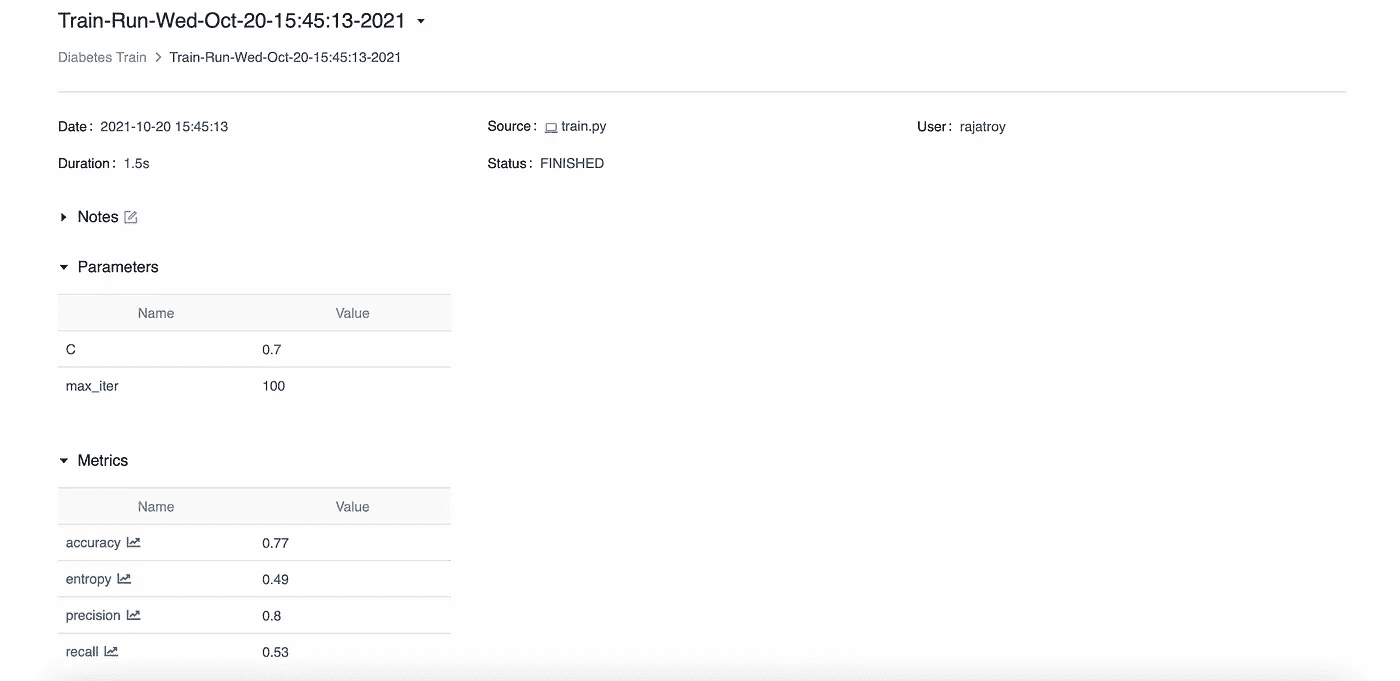 Train-Run-Wed-Oct-20-15:45:13-2021
Diabetes Train > Train-Run-Wed-Oct-20-15:45:13-2021
Date: 2021-10-20 15:45:13 Source: train.py User: rajatroy
Duration: 1.5s Status: FINISHED
Notes
Parameters
Name Value
C 0.7
max_iter 100
Metrics
Name Value
accuracy 0.77
entropy 0.49
precision 0.8
recall 0.53